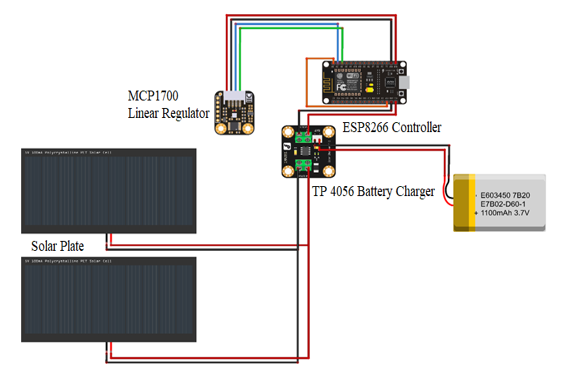 MCP1700
Linear Regulator
ESP8266 Controller
TP 4056 Battery Charger
E603450 7B20
E7B02-D60-1
+ 1100mAh 3.7V
Solar Plate